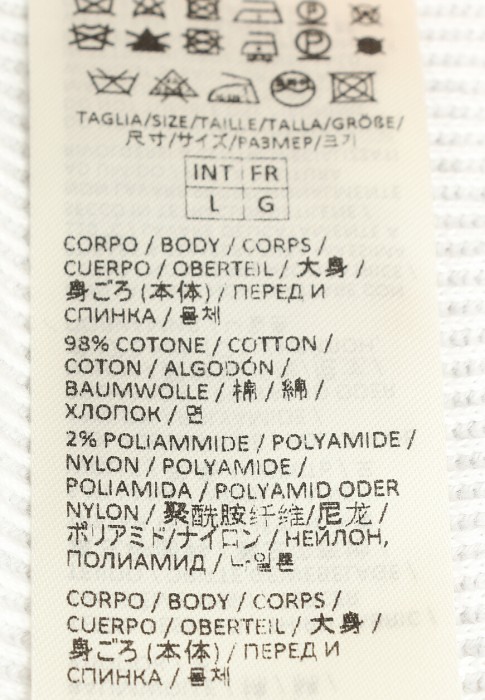 TAGLIA/SIZE/TAILLE/TALLA/GRÖßE/
尺寸/サイズ/РАЗМЕР/크기
INT FR
L G
CORPO / BODY / CORPS /
CUERPO / OBERTEIL / 大身 /
身ごろ (本体) / ПЕРЕД И
СПИНКА / 몸체
98% COTONE / COTTON /
COTON / ALGODÓN /
BAUMWOLLE / 棉 / 綿 /
ХЛОПОК / 면
2% POLIAMMIDE / POLYAMIDE /
NYLON / POLYAMIDE /
POLIAMIDA / POLYAMID ODER
NYLON / 聚酰胺纤维/尼龙 /
ポリアミド/ナイロン / НЕЙЛОН,
ПОЛИАМИД / 나일론
CORPO / BODY / CORPS /
CUERPO / OBERTEIL / 大身 /
身ごろ (本体) / ПЕРЕД И
СПИНКА / 몸체